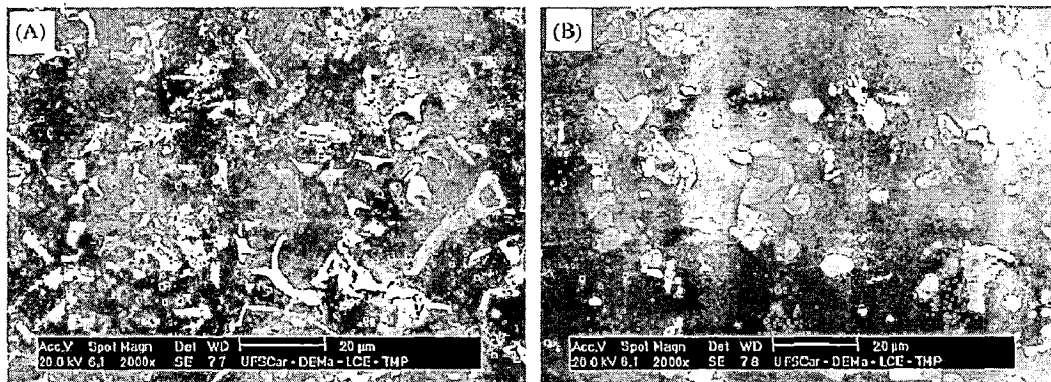 (A)
Acc.V Spot Magn Det WD 20 µm
20.0 kV 6.1 2000x SE 7.7 UFSCar - DEMa - LCE - TMP
(B)
Acc.V Spot Magn Det WD 20 µm
20.0 kV 6.1 2000x SE 7.8 UFSCar - DEMa - LCE - TMP